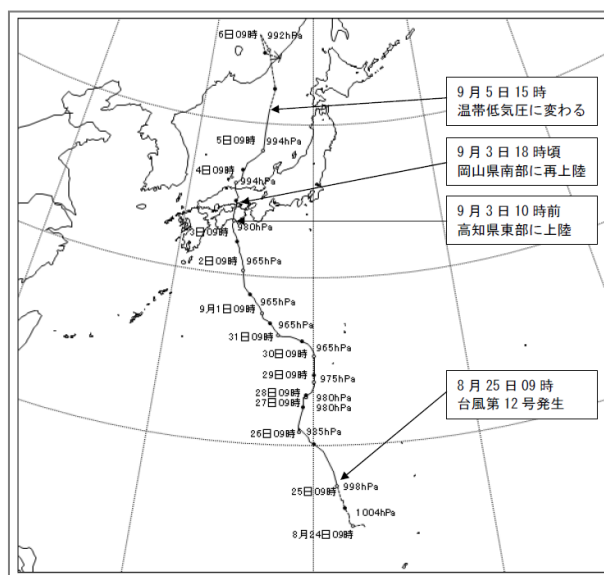 6日09時 992hPa
9月5日15時
温帯低気圧に変わる
5日09時 994hPa
9月3日18時頃
岡山県南部に再上陸
4日09時 994hPa
9月3日10時前
高知県東部に上陸
3日09時 980hPa
2日09時 965hPa
9月1日09時 965hPa
31日09時 965hPa
30日09時 965hPa
29日09時 975hPa
28日09時 980hPa
27日09時 980hPa
8月25日09時
台風第12号発生
26日09時 985hPa
25日09時 998hPa
1004hPa
8月24日09時